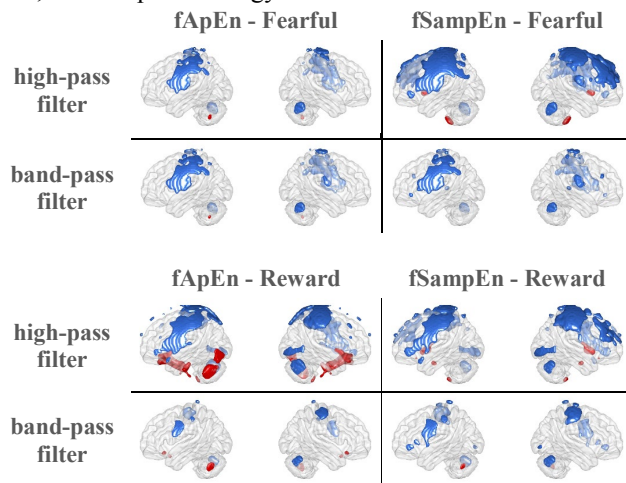 fApEn - Fearful fSampEn - Fearful
high-pass
filter
band-pass
filter
fApEn - Reward fSampEn - Reward
high-pass
filter
band-pass
filter